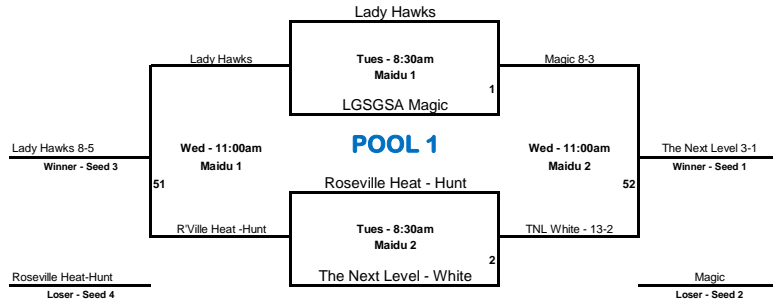 Lady Hawks
Lady Hawks
Tues - 8:30am
Magic 8-3
Maidu 1
1
LGSGSA Magic
Lady Hawks 8-5
Wed - 11:00am
POOL 1
Wed - 11:00am
The Next Level 3-1
Winner - Seed 3
Maidu 1
Maidu 2
Winner - Seed 1
51
Roseville Heat - Hunt
52
R'Ville Heat -Hunt
Tues - 8:30am
TNL White - 13-2
Maidu 2
2
Roseville Heat-Hunt
The Next Level - White
Magic
Loser - Seed 4
Loser - Seed 2